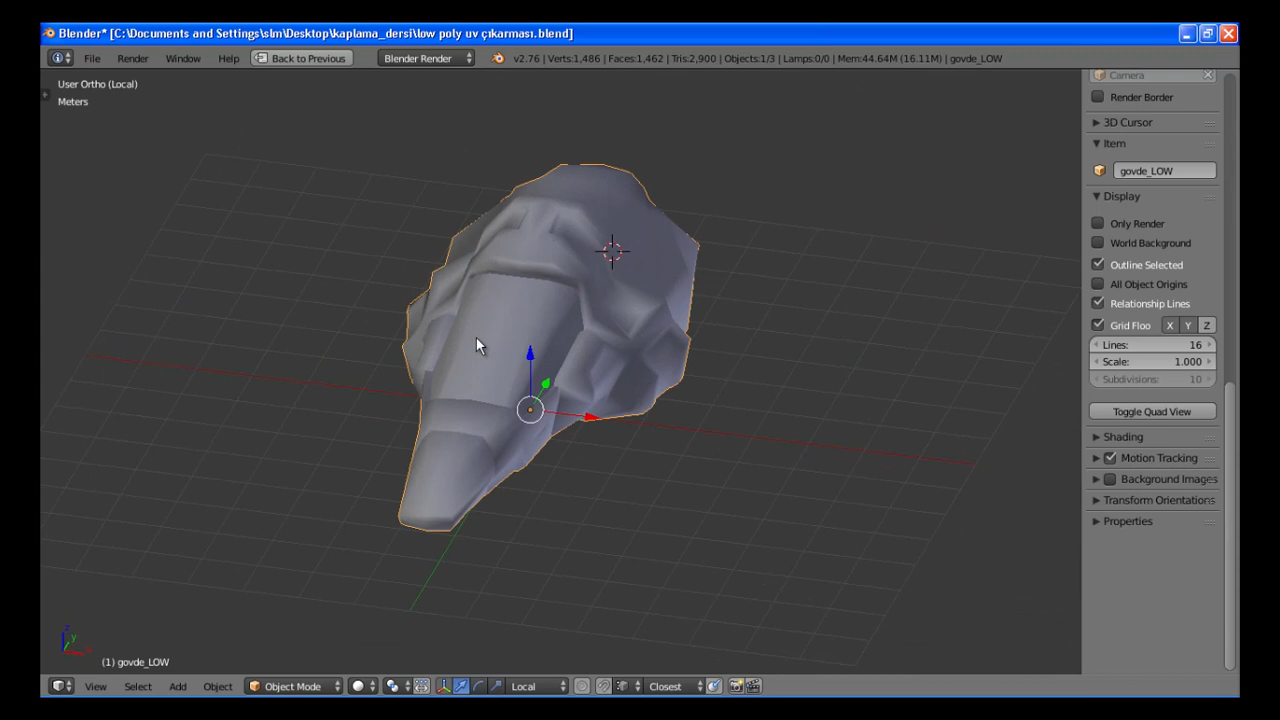 Blender* [C:\Documents and Settings\slm\Desktop\kaplama_dersi\low poly uv çıkarması.blend]
File Render Window Help Back to Previous Blender Render v2.76 | Verts:1,486 | Faces:1,462 | Tris:2,900 | Objects:1/3 | Lamps:0/0 | Mem:44.64M (16.11M) | govde_LOW
User Ortho (Local)
Meters
Camera
Render Border
3D Cursor
Item
govde_LOW
Display
Only Render
World Background
Outline Selected
All Object Origins
Relationship Lines
Grid Floo X Y Z
Lines: 16
Scale: 1.000
Subdivisions: 10
Toggle Quad View
Shading
Motion Tracking
Background Images
Transform Orientations
Properties
z
y
x
(1) govde_LOW
View Select Add Object Object Mode Local Closest